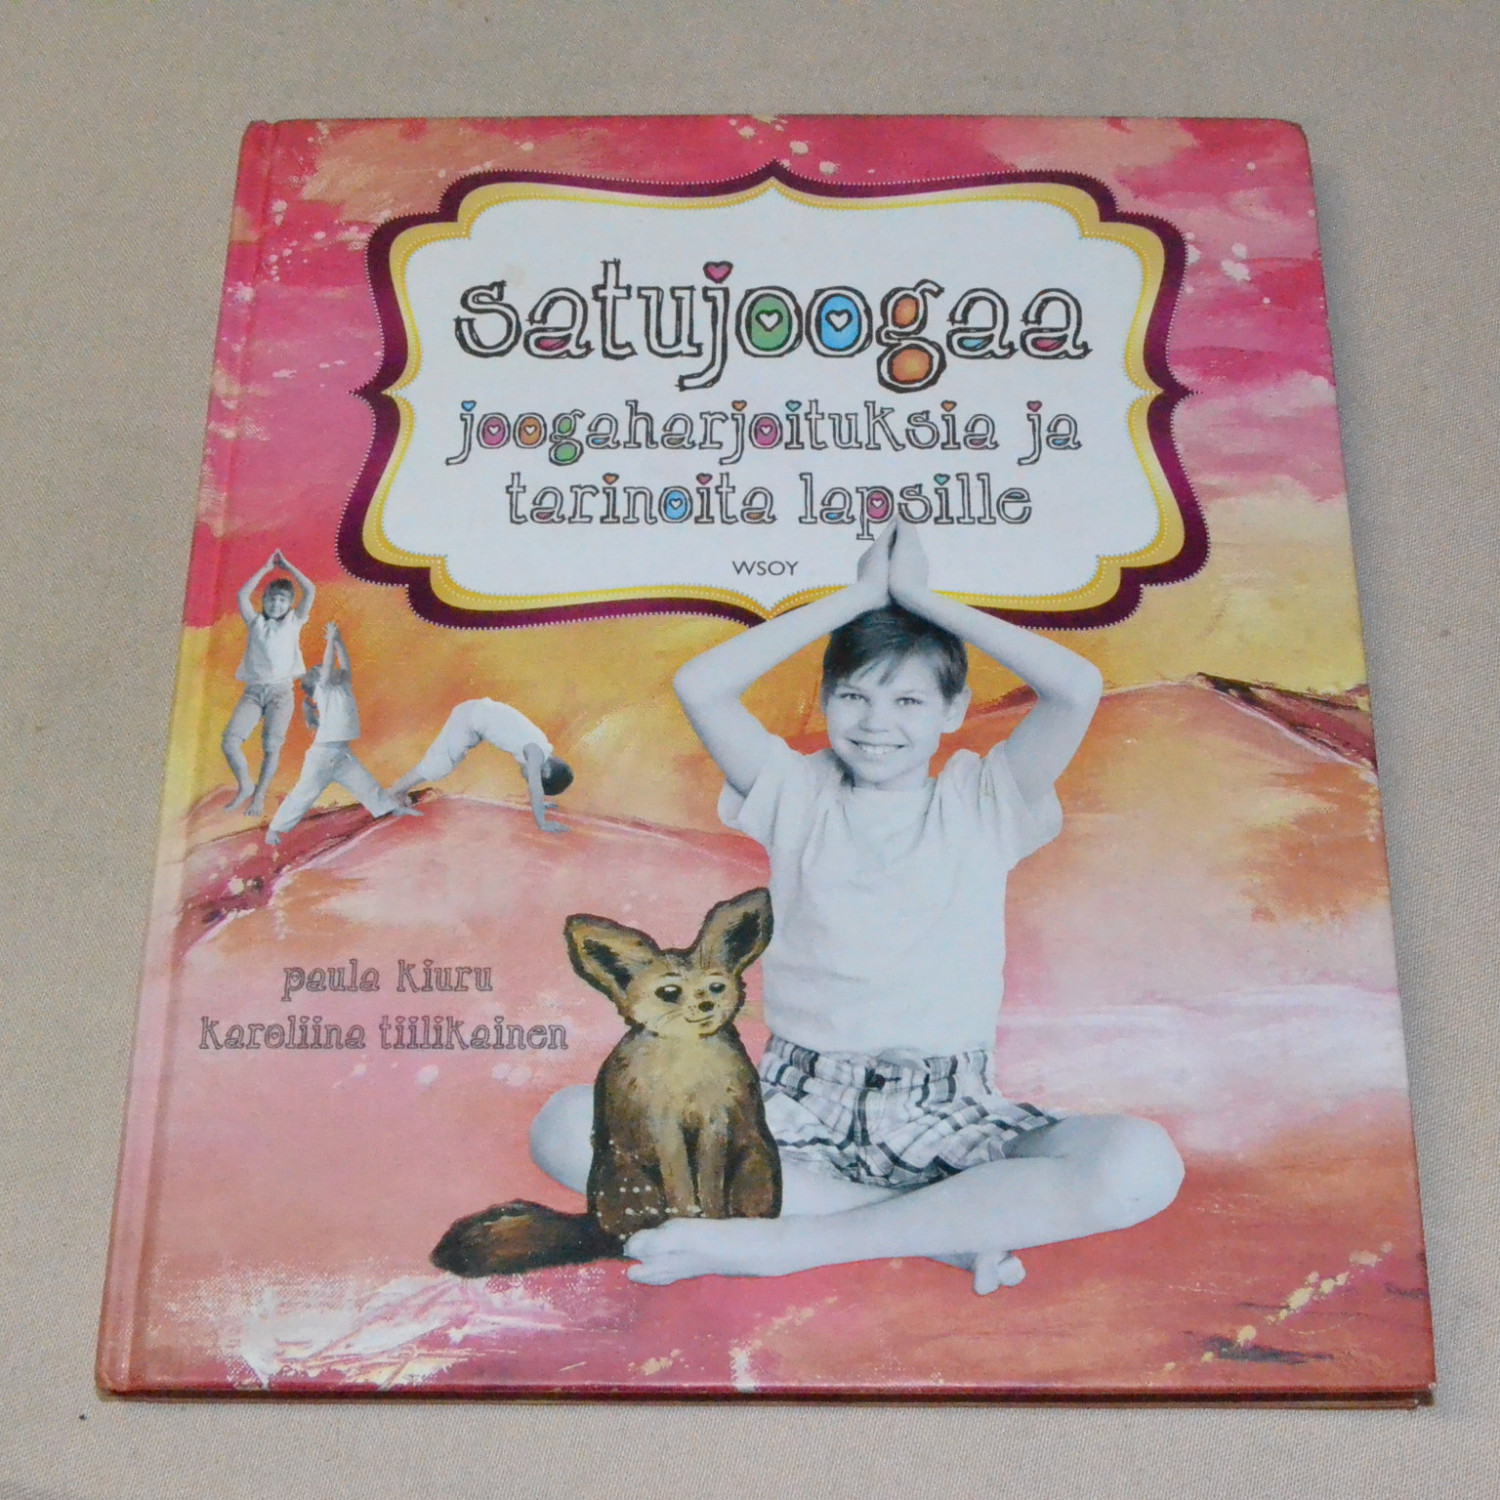 satujoogaa
joogaharjoituksia ja
tarinoita lapsille
WSOY
paula kiuru
karoliina tiilikainen